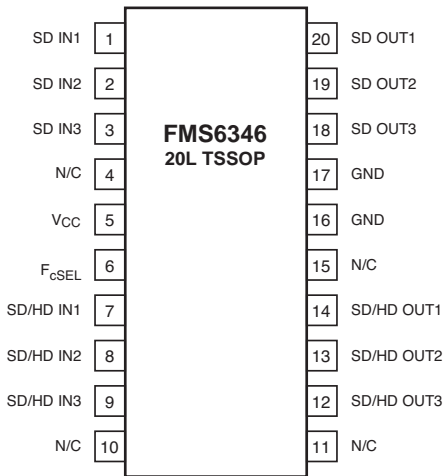 SD IN1 1 20 SD OUT1
SD IN2 2 19 SD OUT2
SD IN3 3 18 SD OUT3
FMS6346
20L TSSOP
N/C 4 17 GND
VCC 5 16 GND
FcSEL 6 15 N/C
SD/HD IN1 7 14 SD/HD OUT1
SD/HD IN2 8 13 SD/HD OUT2
SD/HD IN3 9 12 SD/HD OUT3
N/C 10 11 N/C